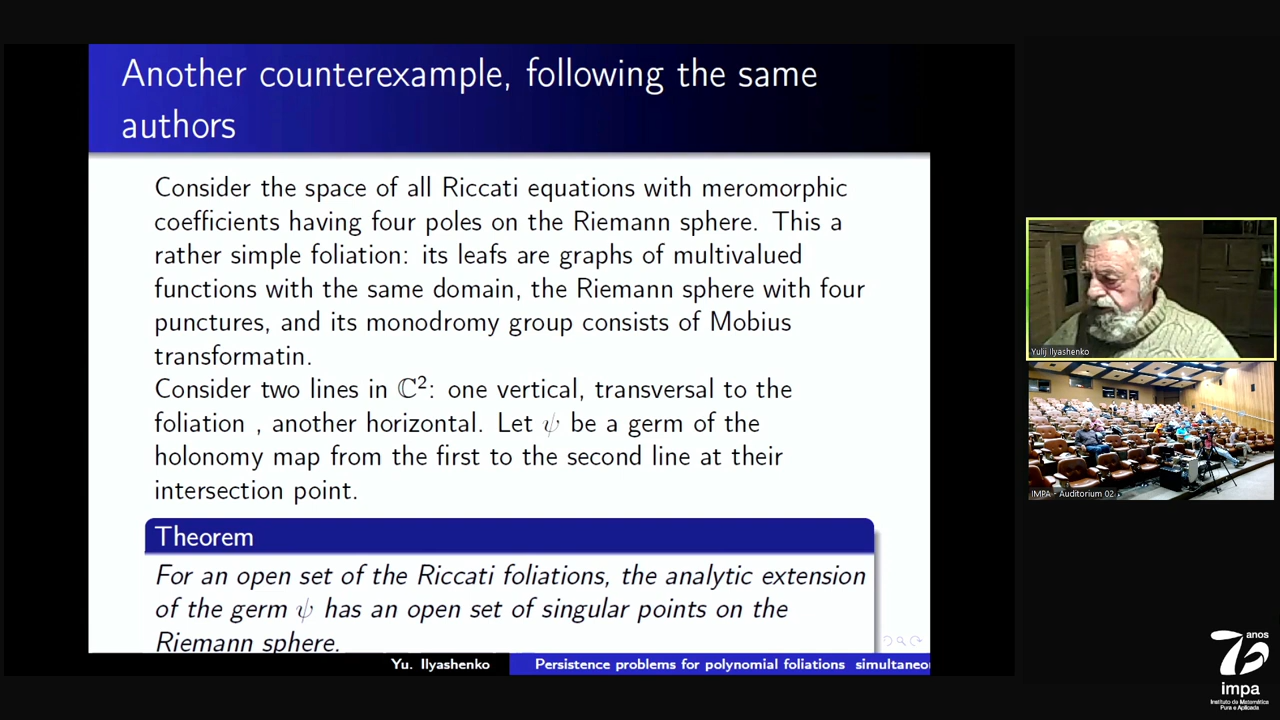 Another counterexample, following the same
authors
Consider the space of all Riccati equations with meromorphic
coefficients having four poles on the Riemann sphere. This a
rather simple foliation: its leafs are graphs of multivalued
functions with the same domain, the Riemann sphere with four
punctures, and its monodromy group consists of Mobius
transformatin.
Consider two lines in ℂ²: one vertical, transversal to the
foliation , another horizontal. Let ψ be a germ of the
holonomy map from the first to the second line at their
intersection point.
Theorem
For an open set of the Riccati foliations, the analytic extension
of the germ ψ has an open set of singular points on the
Riemann sphere.
Yu. Ilyashenko
Persistence problems for polynomial foliations simultaneo
Yulij Ilyashenko
IMPA - Auditorium 02
anos
impa
Instituto de Matemática
Pura e Aplicada